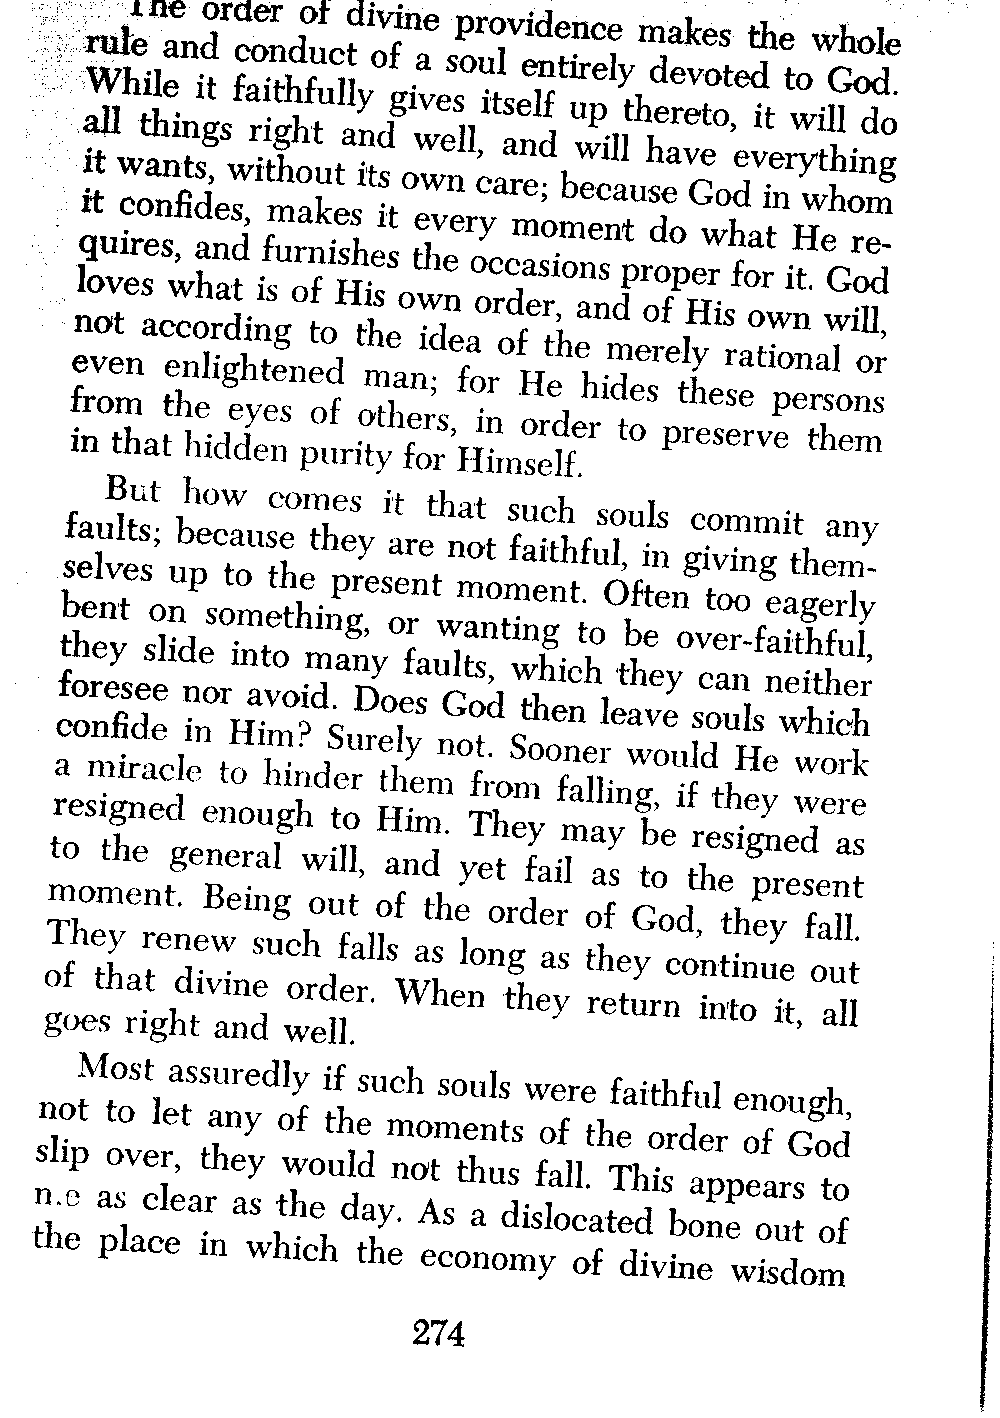 The order of divine providence makes the whole
rule and conduct of a soul entirely devoted to God.
While it faithfully gives itself up thereto, it will do
all things right and well, and will have everything
it wants, without its own care; because God in whom
it confides, makes it every moment do what He re-
quires, and furnishes the occasions proper for it. God
loves what is of His own order, and of His own will,
not according to the idea of the merely rational or
even enlightened man; for He hides these persons
from the eyes of others, in order to preserve them
in that hidden purity for Himself.
But how comes it that such souls commit any
faults; because they are not faithful, in giving them-
selves up to the present moment. Often too eagerly
bent on something, or wanting to be over-faithful,
they slide into many faults, which they can neither
foresee nor avoid. Does God then leave souls which
confide in Him? Surely not. Sooner would He work
a miracle to hinder them from falling, if they were
resigned enough to Him. They may be resigned as
to the general will, and yet fail as to the present
moment. Being out of the order of God, they fall.
They renew such falls as long as they continue out
of that divine order. When they return into it, all
goes right and well.
Most assuredly if such souls were faithful enough,
not to let any of the moments of the order of God
slip over, they would not thus fall. This appears to
me as clear as the day. As a dislocated bone out of
the place in which the economy of divine wisdom
274